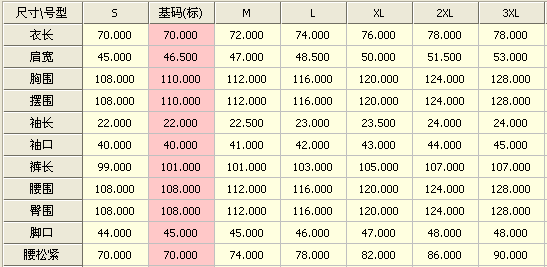 尺寸\号型 S 基码(标) M L XL 2XL 3XL
衣长 70.000 70.000 72.000 74.000 76.000 78.000 78.000
肩宽 45.000 46.500 47.000 48.500 50.000 51.500 53.000
胸围 108.000 110.000 112.000 116.000 120.000 124.000 128.000
摆围 108.000 110.000 112.000 116.000 120.000 124.000 128.000
袖长 22.000 22.000 22.500 23.000 23.500 24.000 24.000
袖口 40.000 40.000 41.000 42.000 43.000 44.000 45.000
裤长 99.000 101.000 101.000 103.000 105.000 107.000 107.000
腰围 108.000 108.000 112.000 116.000 120.000 124.000 128.000
臀围 108.000 108.000 112.000 116.000 120.000 124.000 128.000
脚口 44.000 45.000 45.000 46.000 47.000 48.000 49.000
腰松紧 70.000 70.000 74.000 78.000 82.000 86.000 90.000